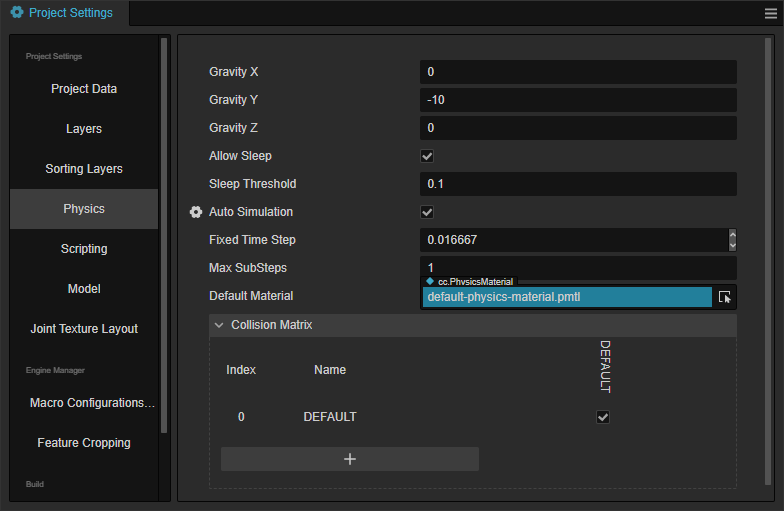 Project Settings
Project Settings
Project Data
Layers
Sorting Layers
Physics
Scripting
Model
Joint Texture Layout
Engine Manager
Macro Configurations...
Feature Cropping
Build
Gravity X 0
Gravity Y -10
Gravity Z 0
Allow Sleep
Sleep Threshold 0.1
Auto Simulation
Fixed Time Step 0.016667
Max SubSteps 1
cc.PhysicsMaterial
Default Material default-physics-material.pmtl
Collision Matrix
Index Name DEFAULT
0 DEFAULT